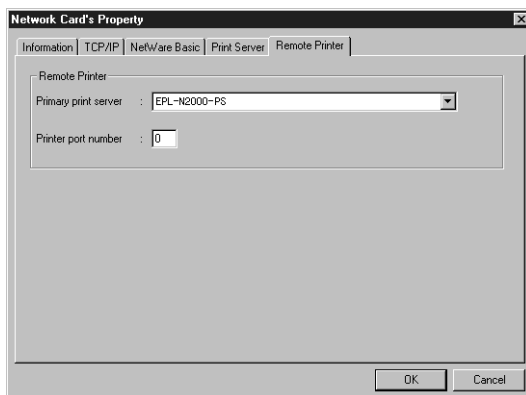 Network Card's Property
Information TCP/IP NetWare Basic Print Server Remote Printer
Remote Printer
Primary print server : EPL-N2000-PS
Printer port number : 0
OK Cancel